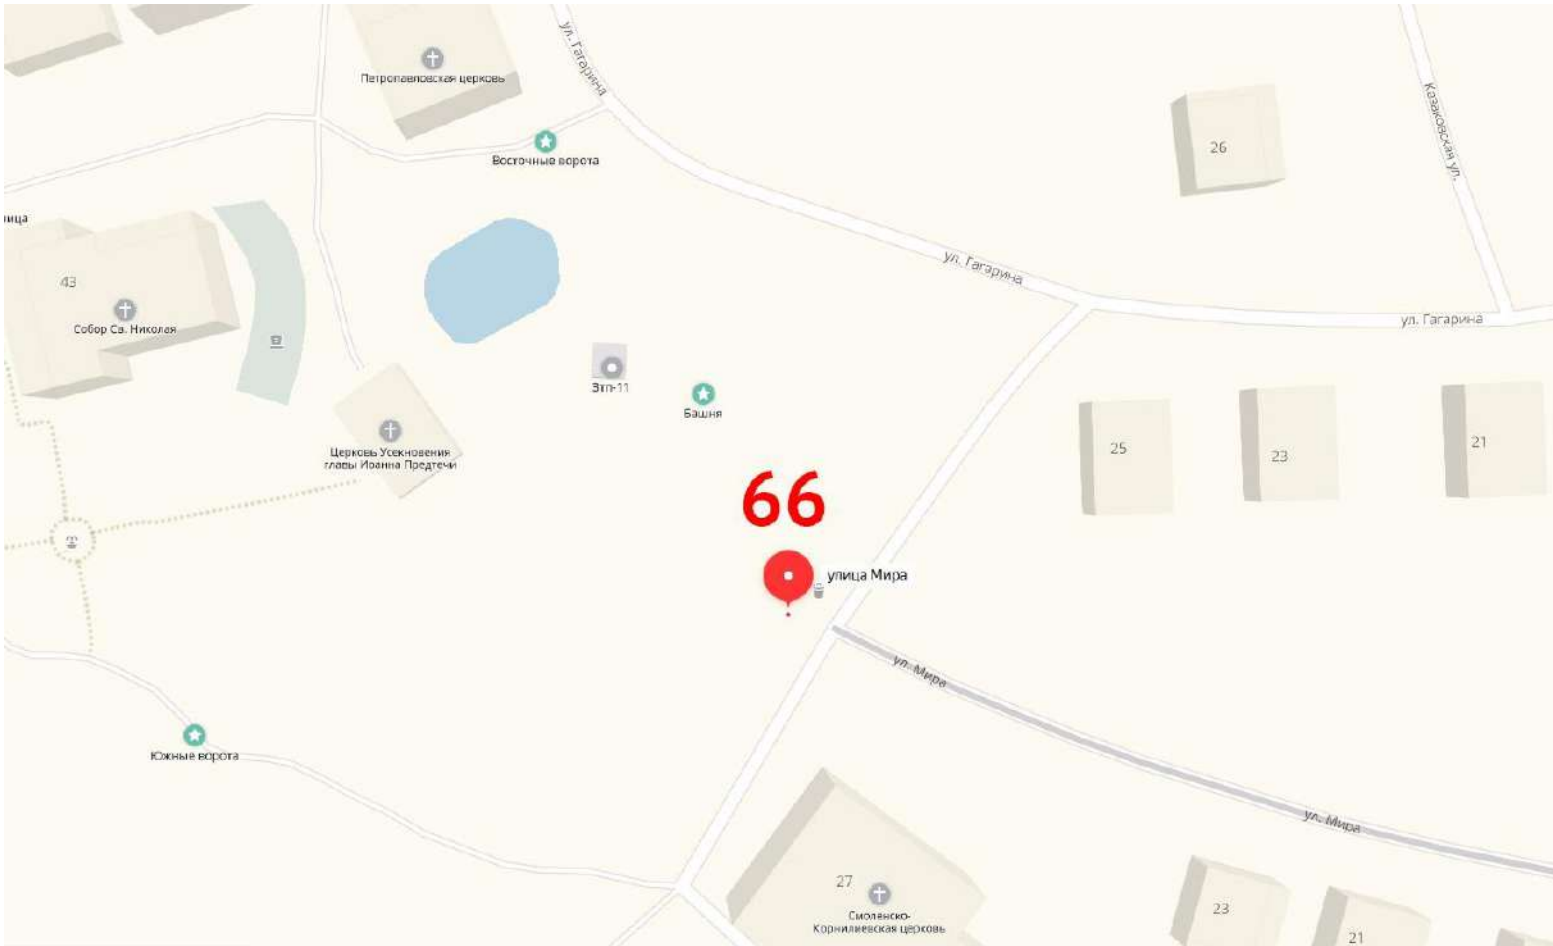 ул. Гагарина
Петропавловская церковь
Восточные ворота
26
Казаковская ул.
ница
43
Собор Св. Николая
ул. Гагарина
ул. Гагарина
Зтп-11
Башня
Церковь Усекновения
главы Иоанна Предтечи
25
23
21
66
улица Мира
ул. Мира
Южные ворота
ул. Мира
27
Смоленско-
Корнилиевская церковь
23
21